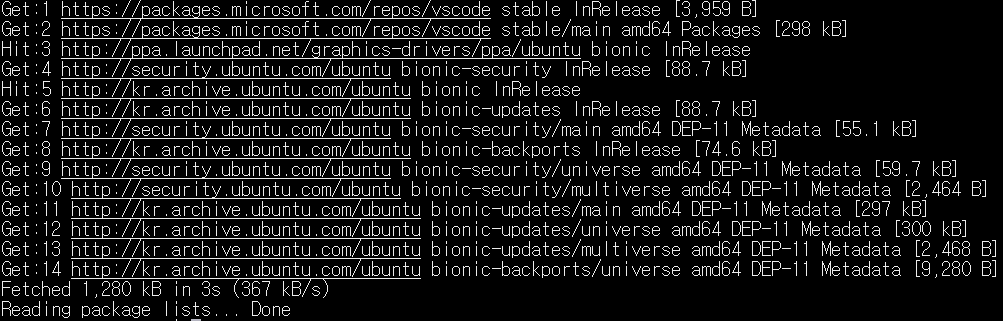 Get:1 https://packages.microsoft.com/repos/vscode stable InRelease [3,959 B]
Get:2 https://packages.microsoft.com/repos/vscode stable/main amd64 Packages [298 kB]
Hit:3 http://ppa.launchpad.net/graphics-drivers/ppa/ubuntu bionic InRelease
Get:4 http://security.ubuntu.com/ubuntu bionic-security InRelease [88.7 kB]
Hit:5 http://kr.archive.ubuntu.com/ubuntu bionic InRelease
Get:6 http://kr.archive.ubuntu.com/ubuntu bionic-updates InRelease [88.7 kB]
Get:7 http://security.ubuntu.com/ubuntu bionic-security/main amd64 DEP-11 Metadata [55.1 kB]
Get:8 http://kr.archive.ubuntu.com/ubuntu bionic-backports InRelease [74.6 kB]
Get:9 http://security.ubuntu.com/ubuntu bionic-security/universe amd64 DEP-11 Metadata [59.7 kB]
Get:10 http://security.ubuntu.com/ubuntu bionic-security/multiverse amd64 DEP-11 Metadata [2,464 B]
Get:11 http://kr.archive.ubuntu.com/ubuntu bionic-updates/main amd64 DEP-11 Metadata [297 kB]
Get:12 http://kr.archive.ubuntu.com/ubuntu bionic-updates/universe amd64 DEP-11 Metadata [300 kB]
Get:13 http://kr.archive.ubuntu.com/ubuntu bionic-updates/multiverse amd64 DEP-11 Metadata [2,468 B]
Get:14 http://kr.archive.ubuntu.com/ubuntu bionic-backports/universe amd64 DEP-11 Metadata [9,280 B]
Fetched 1,280 kB in 3s (367 kB/s)
Reading package lists... Done